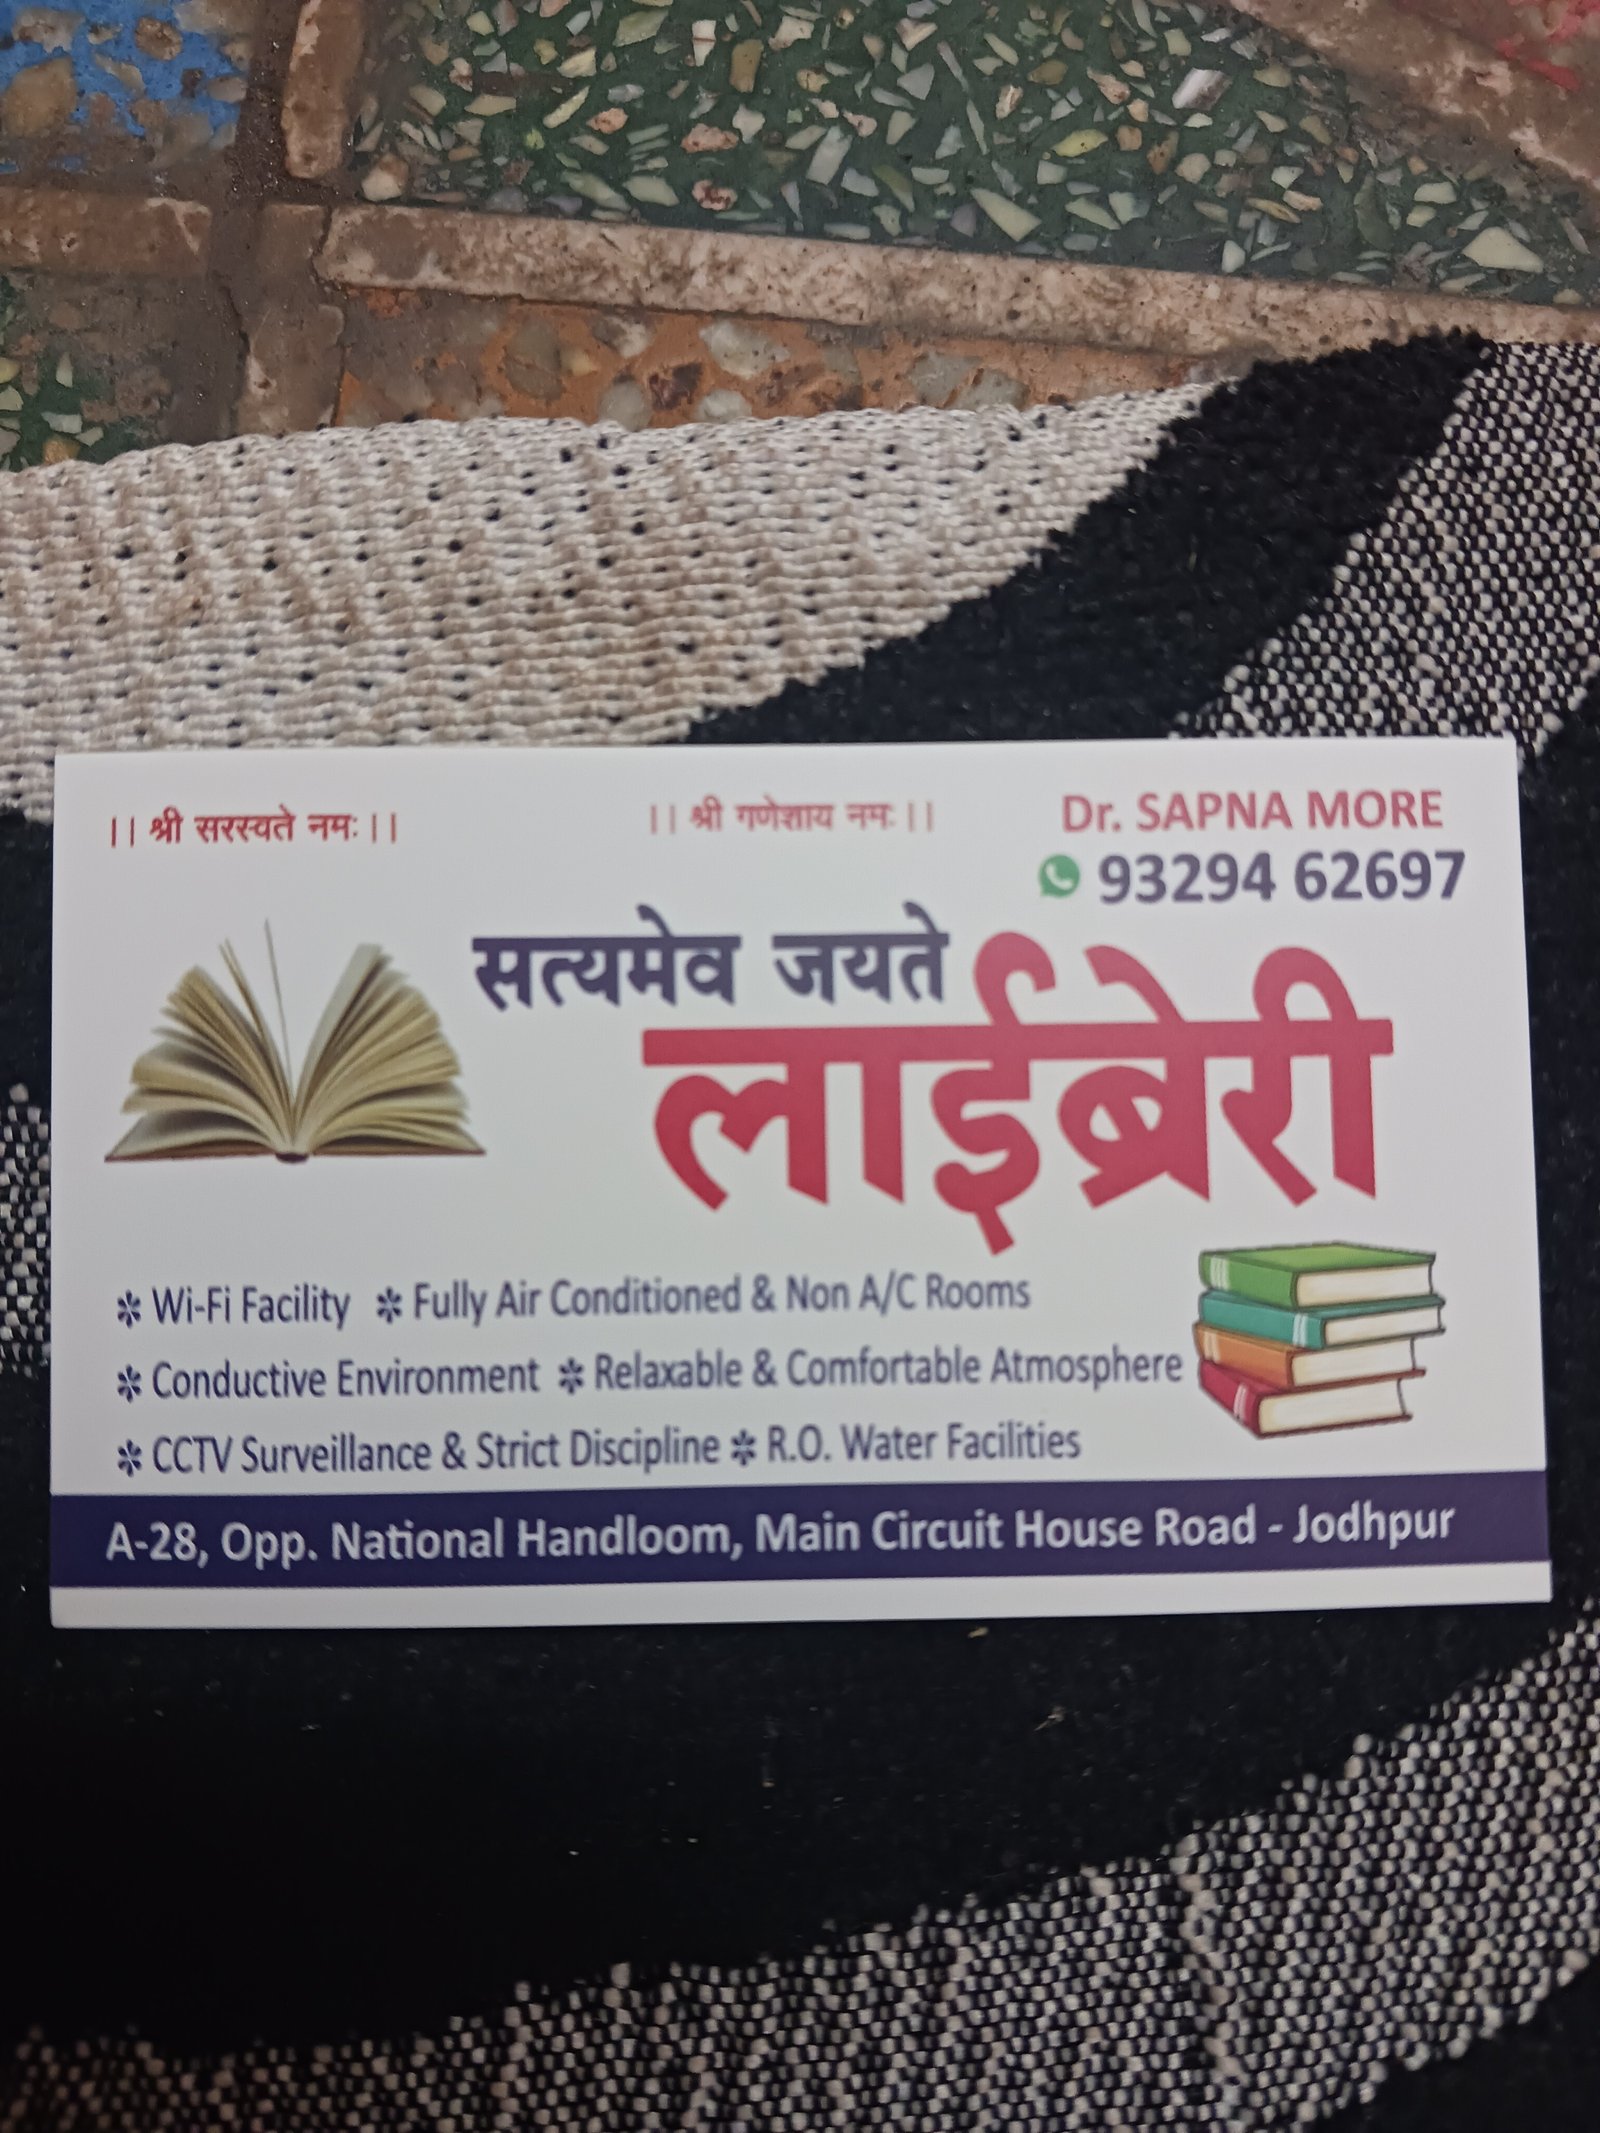 || श्री सरस्वते नमः ||
|| श्री गणेशाय नमः ||
Dr. SAPNA MORE
93294 62697
सत्यमेव जयते
लाईब्रेरी
✽ Wi-Fi Facility ✽ Fully Air Conditioned & Non A/C Rooms
✽ Conductive Environment ✽ Relaxable & Comfortable Atmosphere
✽ CCTV Surveillance & Strict Discipline ✽ R.O. Water Facilities
A-28, Opp. National Handloom, Main Circuit House Road - Jodhpur